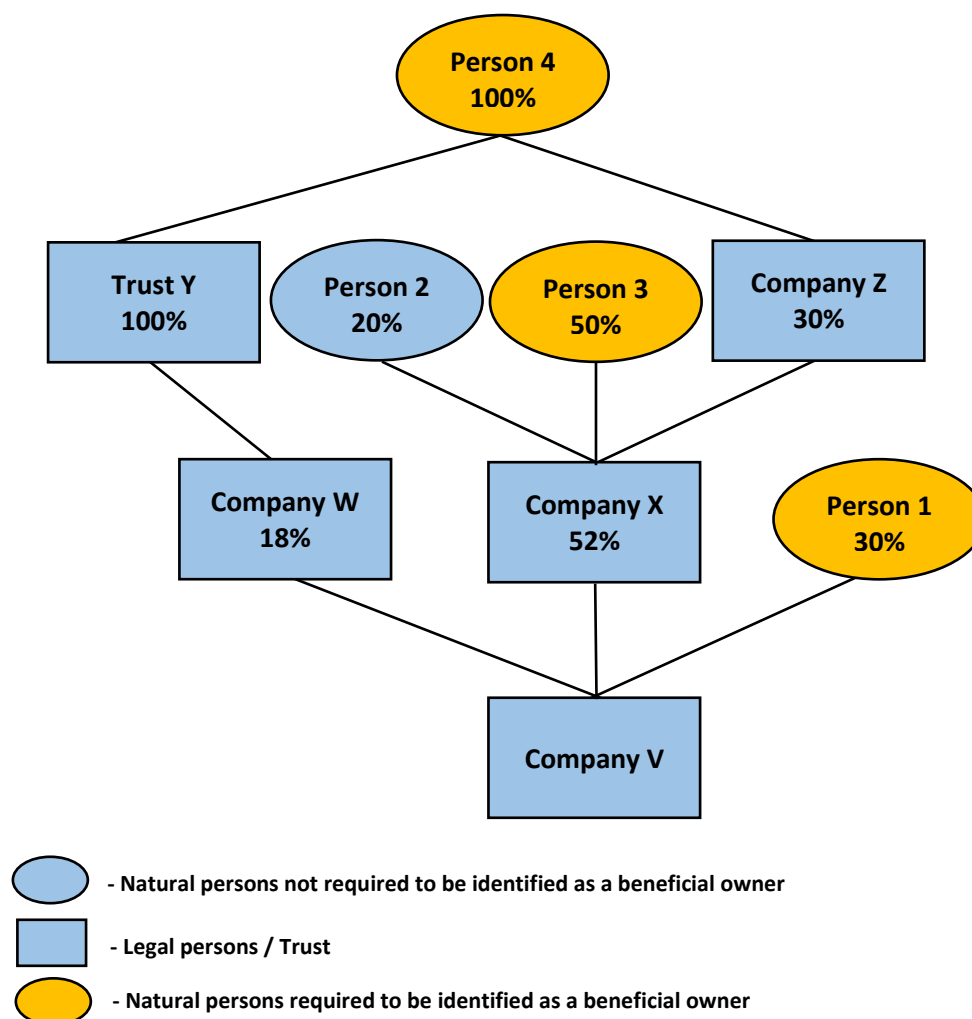 Person 4
100%
Trust Y
100%
Person 2
20%
Person 3
50%
Company Z
30%
Company W
18%
Company X
52%
Person 1
30%
Company V
- Natural persons not required to be identified as a beneficial owner
- Legal persons / Trust
- Natural persons required to be identified as a beneficial owner